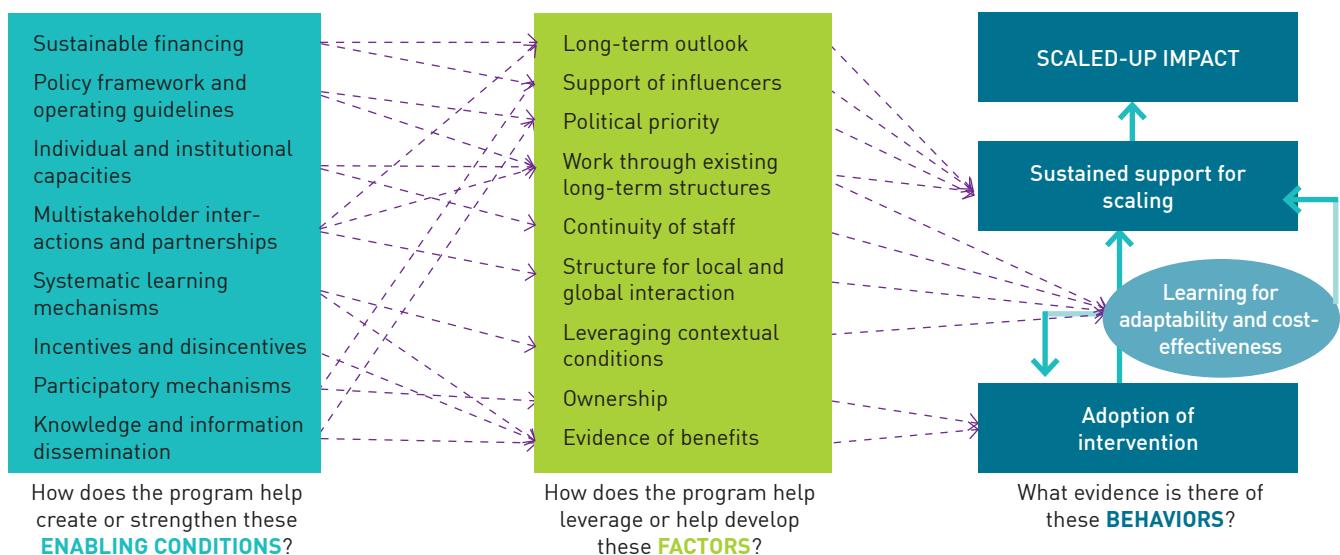 Sustainable financing
Policy framework and
operating guidelines
Individual and institutional
capacities
Multistakeholder inter-
actions and partnerships
Systematic learning
mechanisms
Incentives and disincentives
Participatory mechanisms
Knowledge and information
dissemination
How does the program help
create or strengthen these
ENABLING CONDITIONS?
Long-term outlook
Support of influencers
Political priority
Work through existing
long-term structures
Continuity of staff
Structure for local and
global interaction
Leveraging contextual
conditions
Ownership
Evidence of benefits
How does the program help
leverage or help develop
these FACTORS?
SCALED-UP IMPACT
Sustained support for
scaling
Learning for
adaptability and cost-
effectiveness
Adoption of
intervention
What evidence is there of
these BEHAVIORS?